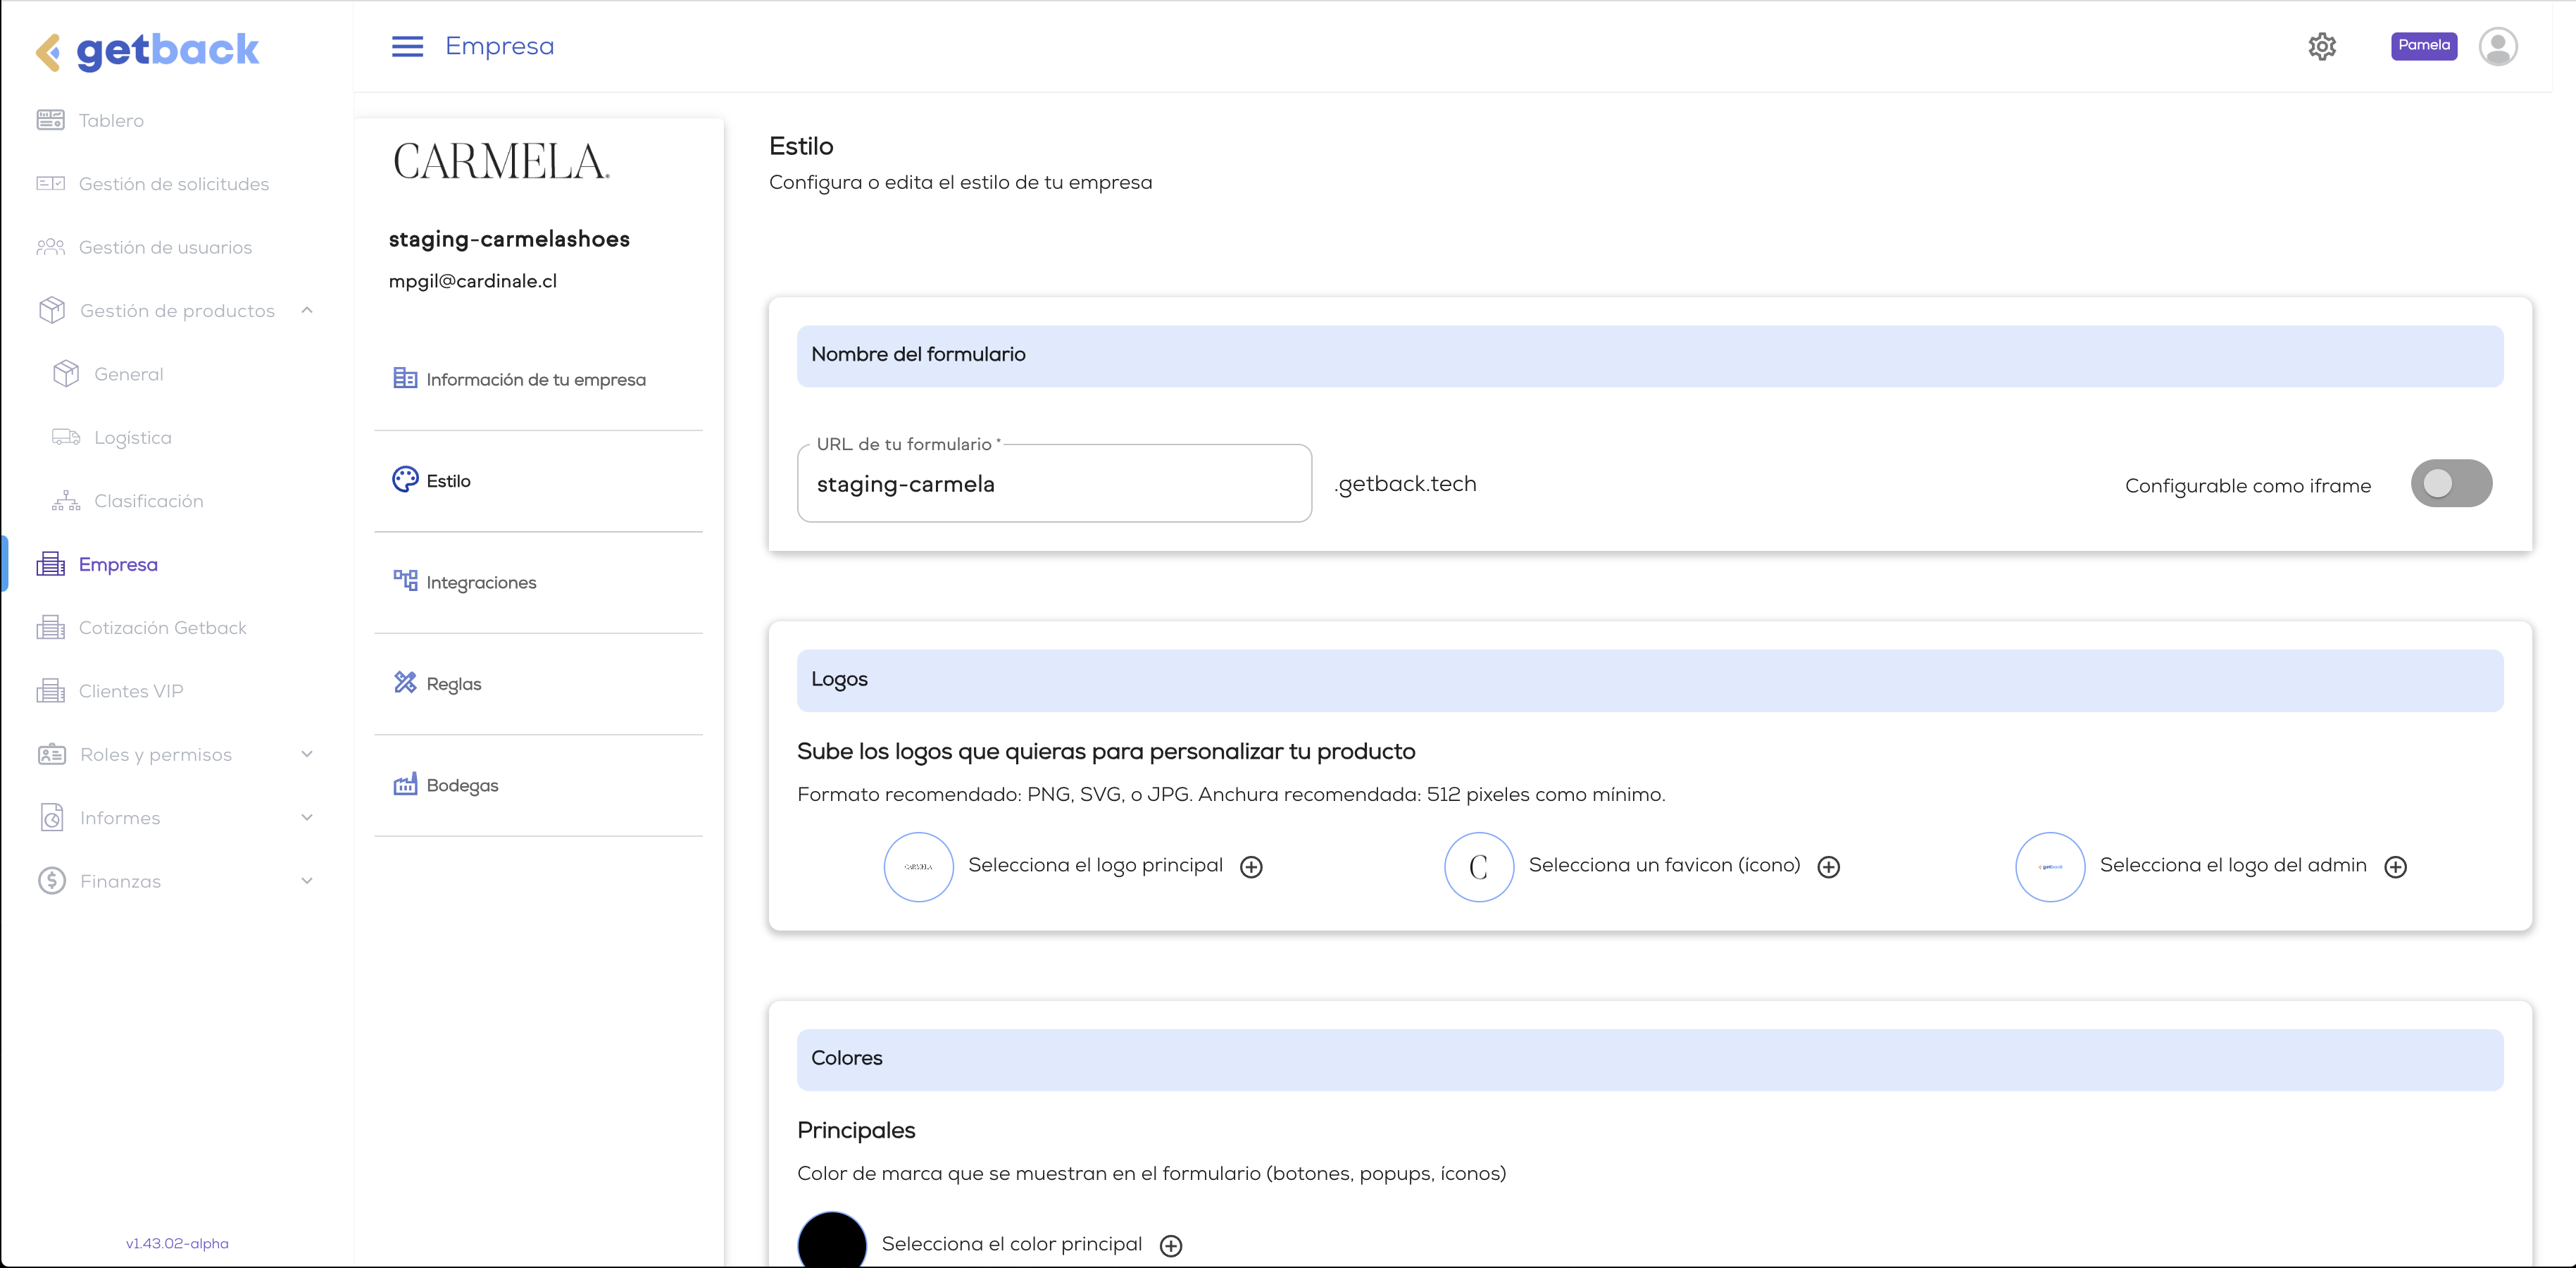 getback
Tablero
Gestión de solicitudes
Gestión de usuarios
Gestión de productos
General
Logística
Clasificación
Empresa
Cotización Getback
Clientes VIP
Roles y permisos
Informes
Finanzas
v1.43.02-alpha
Empresa
Pamela
CARMELA
staging-carmelashoes
mpgil@cardinale.cl
Información de tu empresa
Estilo
Integraciones
Reglas
Bodegas
Estilo
Configura o edita el estilo de tu empresa
Nombre del formulario
URL de tu formulario *
staging-carmela
.getback.tech
Configurable como iframe
Logos
Sube los logos que quieras para personalizar tu producto
Formato recomendado: PNG, SVG, o JPG. Anchura recomendada: 512 pixeles como mínimo.
CARMELA
Selecciona el logo principal
C
Selecciona un favicon (ícono)
getback
Selecciona el logo del admin
Colores
Principales
Color de marca que se muestran en el formulario (botones, popups, íconos)
Selecciona el color principal